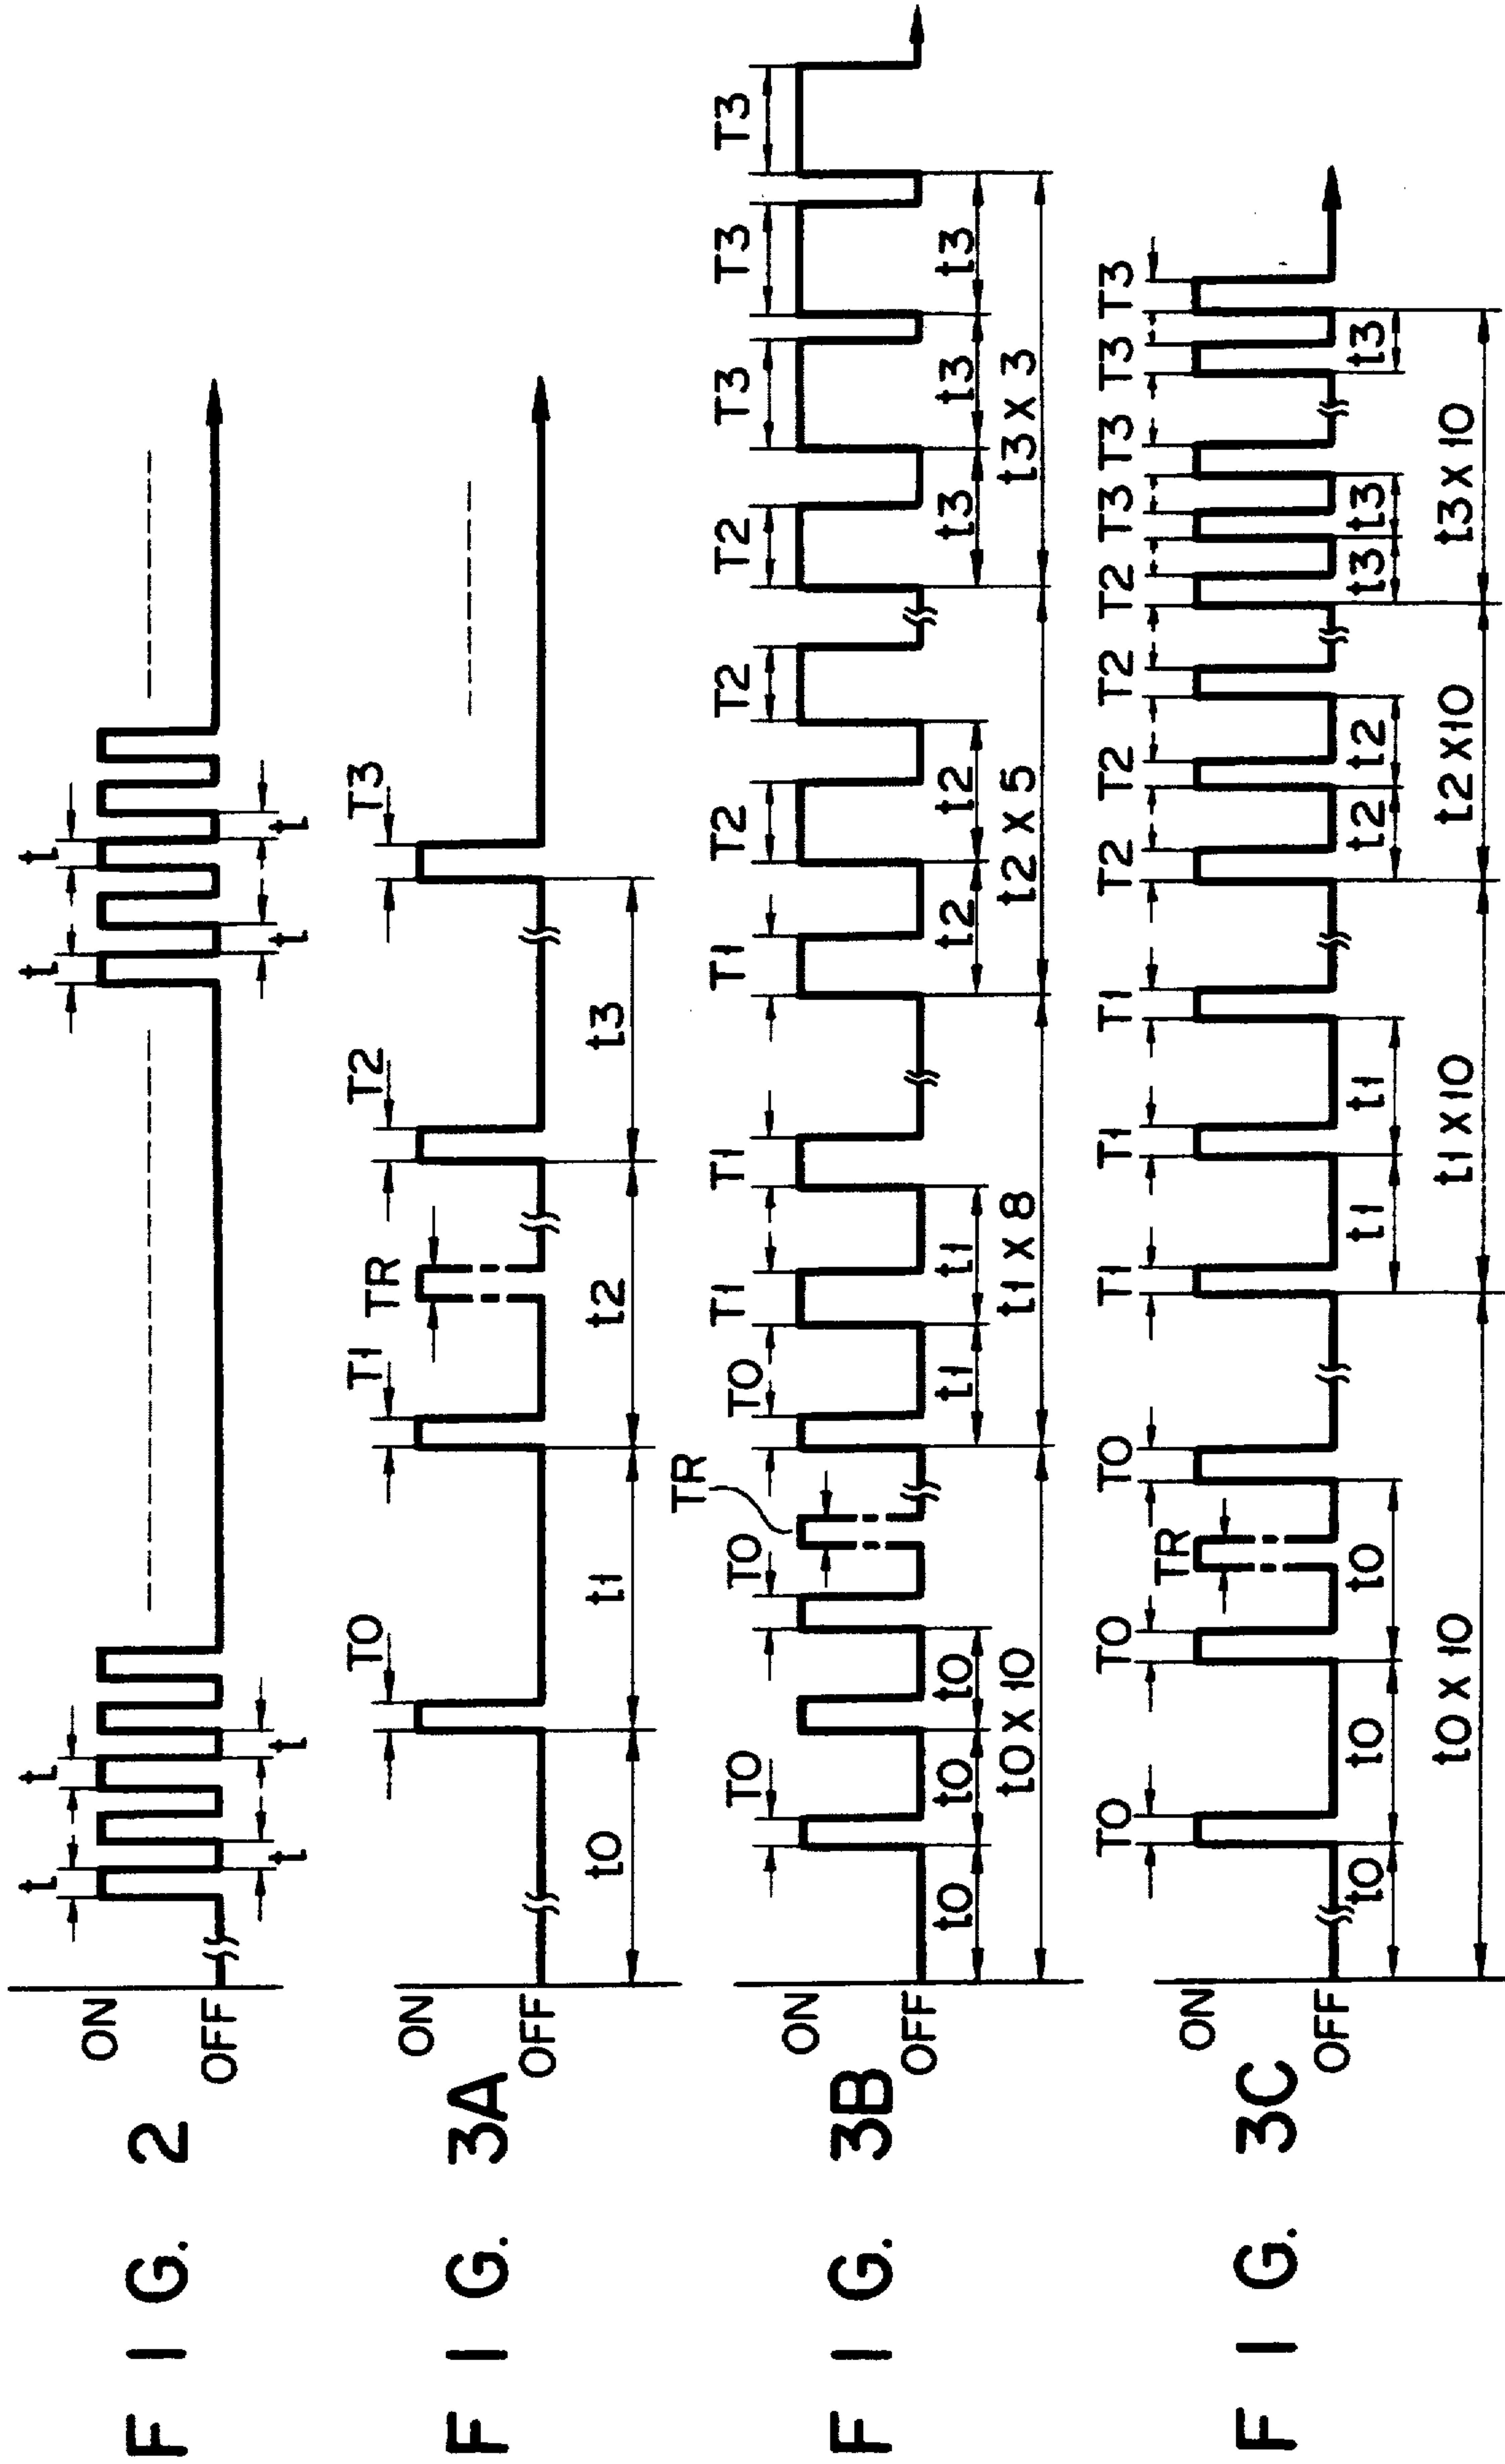 FIG. 2
ON
OFF
t t t t
t t t t
FIG. 3A
ON
OFF
T0 T1 TR T2 T3
t0 t1 t2 t3
FIG. 3B
ON
OFF
TR
T0 T0 T0 T1 T1 T1 T2 T2 T2 T3 T3 T3
t0 t0 t0 t1 t1 t2 t2 t3 t3 t3
t0 x 10 t1 x 8 t2 x 5 t3 x 3
FIG. 3C
ON
OFF
T0 T0 TR T0 T1 T1 T1 T2 T2 T2 T2 T3 T3 T3 T3
t0 t0 t0 t1 t1 t2 t2 t3 t3 t3
t0 x 10 t1 x 10 t2 x 10 t3 x 10